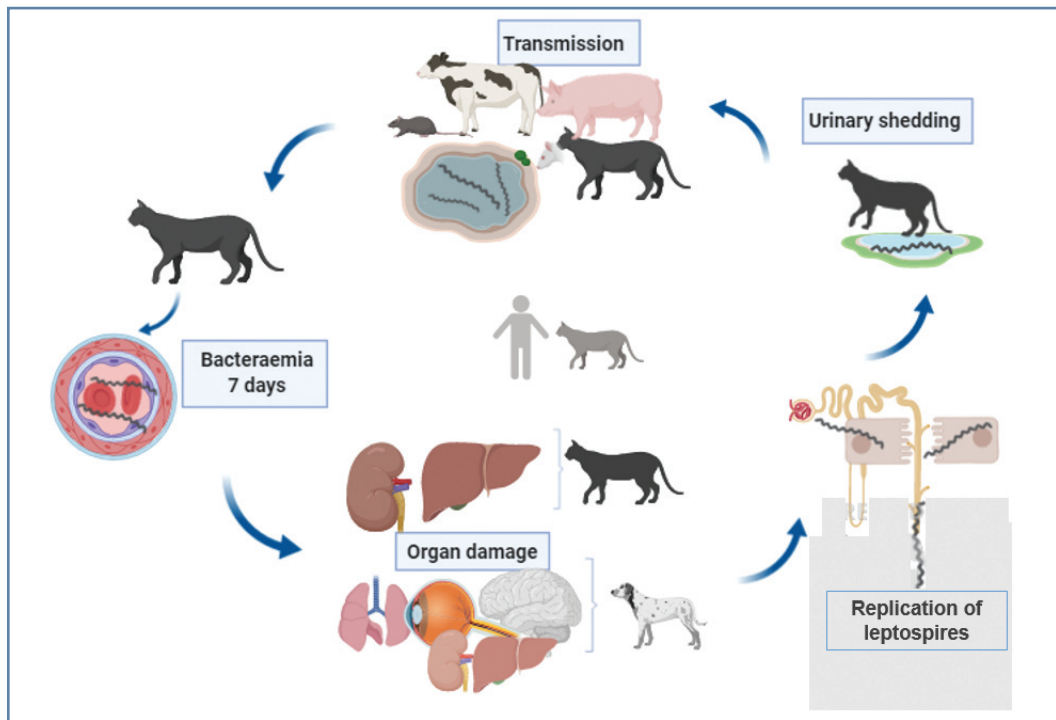 Transmission
Urinary shedding
Bacteraemia
7 days
Organ damage
Replication of
leptospires